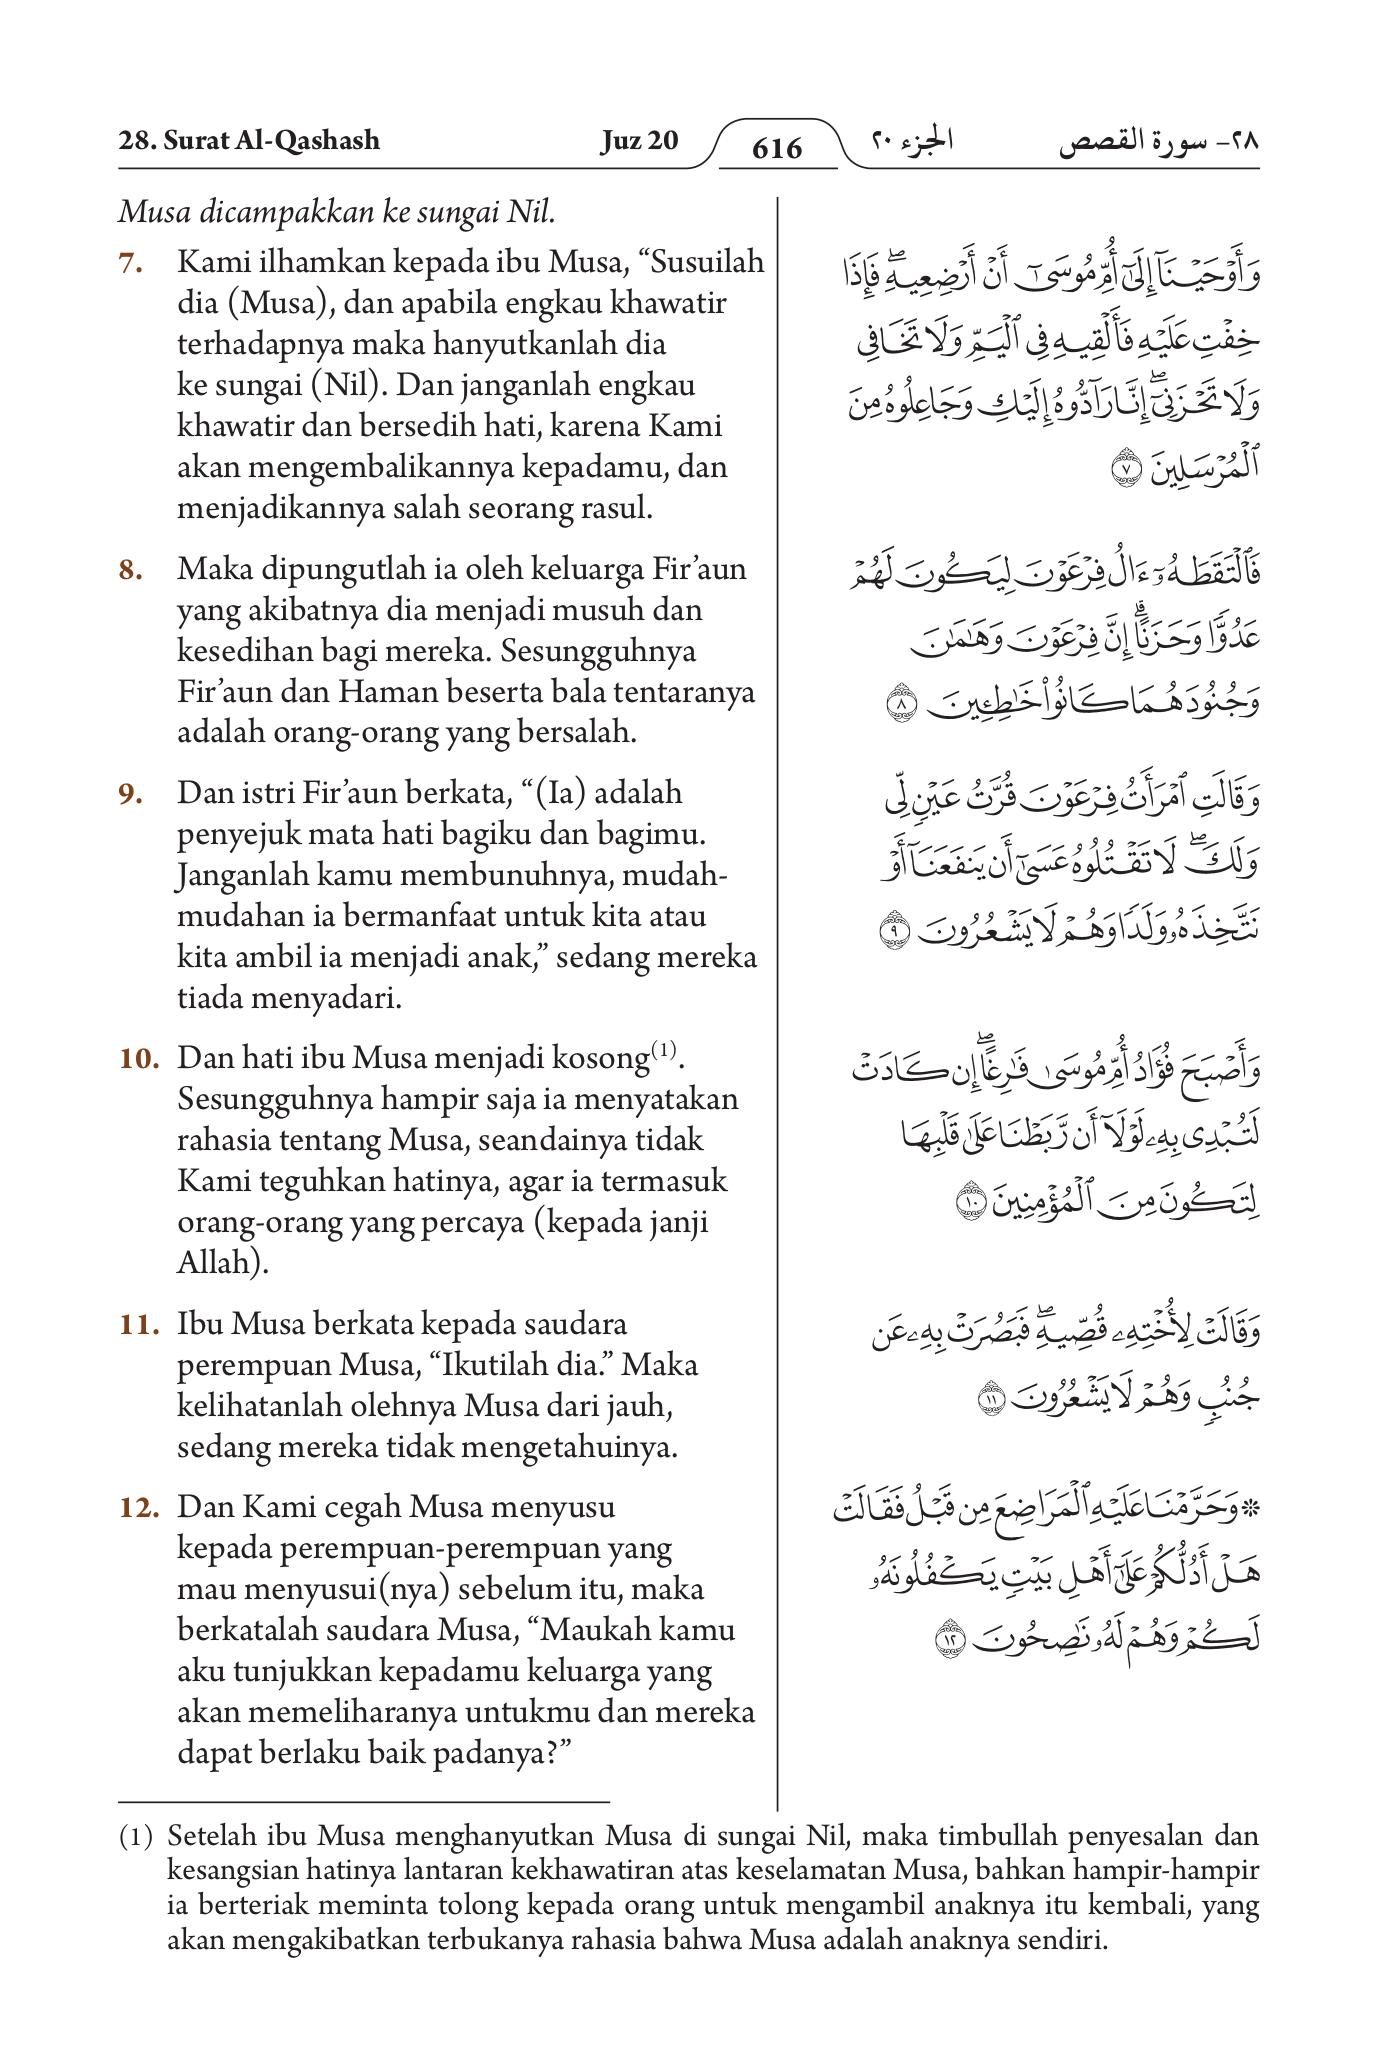 28. Surat Al-Qashash Juz 20 616 الجزء ٢٠ ٢٨- سورة القصص
Musa dicampakkan ke sungai Nil.
7. Kami ilhamkan kepada ibu Musa, “Susuilah
dia (Musa), dan apabila engkau khawatir
terhadapnya maka hanyutkanlah dia
ke sungai (Nil). Dan janganlah engkau
khawatir dan bersedih hati, karena Kami
akan mengembalikannya kepadamu, dan
menjadikannya salah seorang rasul.
8. Maka dipungutlah ia oleh keluarga Fir’aun
yang akibatnya dia menjadi musuh dan
kesedihan bagi mereka. Sesungguhnya
Fir’aun dan Haman beserta bala tentaranya
adalah orang-orang yang bersalah.
9. Dan istri Fir’aun berkata, “(Ia) adalah
penyejuk mata hati bagiku dan bagimu.
Janganlah kamu membunuhnya, mudah-
mudahan ia bermanfaat untuk kita atau
kita ambil ia menjadi anak,” sedang mereka
tiada menyadari.
10. Dan hati ibu Musa menjadi kosong(1).
Sesungguhnya hampir saja ia menyatakan
rahasia tentang Musa, seandainya tidak
Kami teguhkan hatinya, agar ia termasuk
orang-orang yang percaya (kepada janji
Allah).
11. Ibu Musa berkata kepada saudara
perempuan Musa, “Ikutilah dia.” Maka
kelihatanlah olehnya Musa dari jauh,
sedang mereka tidak mengetahuinya.
12. Dan Kami cegah Musa menyusu
kepada perempuan-perempuan yang
mau menyusui(nya) sebelum itu, maka
berkatalah saudara Musa, “Maukah kamu
aku tunjukkan kepadamu keluarga yang
akan memeliharanya untukmu dan mereka
dapat berlaku baik padanya?”
وَأَوْحَيْنَآ إِلَىٰٓ أُمِّ مُوسَىٰٓ أَنْ أَرْضِعِيهِۖ فَإِذَا
خِفْتِ عَلَيْهِ فَأَلْقِيهِ فِى ٱلْيَمِّ وَلَا تَخَافِى
وَلَا تَحْزَنِىٓۖ إِنَّا رَآدُّوهُ إِلَيْكِ وَجَاعِلُوهُ مِنَ
ٱلْمُرْسَلِينَ ٧
فَٱلْتَقَطَهُۥٓ ءَالُ فِرْعَوْنَ لِيَكُونَ لَهُمْ
عَدُوًّا وَحَزَنًاۗ إِنَّ فِرْعَوْنَ وَهَٰمَٰنَ
وَجُنُودَهُمَا كَانُوا۟ خَٰطِـِٔينَ ٨
وَقَالَتِ ٱمْرَأَتُ فِرْعَوْنَ قُرَّتُ عَيْنٍ لِّى
وَلَكَۖ لَا تَقْتُلُوهُ عَسَىٰٓ أَن يَنفَعَنَآ أَوْ
نَتَّخِذَهُۥ وَلَدًا وَهُمْ لَا يَشْعُرُونَ ٩
وَأَصْبَحَ فُؤَادُ أُمِّ مُوسَىٰ فَٰرِغًاۖ إِن كَادَتْ
لَتُبْدِى بِهِۦ لَوْلَآ أَن رَّبَطْنَا عَلَىٰ قَلْبِهَا
لِتَكُونَ مِنَ ٱلْمُؤْمِنِينَ ١٠
وَقَالَتْ لِأُخْتِهِۦ قُصِّيهِۖ فَبَصُرَتْ بِهِۦ عَن
جُنُبٍ وَهُمْ لَا يَشْعُرُونَ ١١
۞ وَحَرَّمْنَا عَلَيْهِ ٱلْمَرَاضِعَ مِن قَبْلُ فَقَالَتْ
هَلْ أَدُلُّكُمْ عَلَىٰٓ أَهْلِ بَيْتٍ يَكْفُلُونَهُۥ
لَكُمْ وَهُمْ لَهُۥ نَٰصِحُونَ ١٢
(1) Setelah ibu Musa menghanyutkan Musa di sungai Nil, maka timbullah penyesalan dan
kesangsian hatinya lantaran kekhawatiran atas keselamatan Musa, bahkan hampir-hampir
ia berteriak meminta tolong kepada orang untuk mengambil anaknya itu kembali, yang
akan mengakibatkan terbukanya rahasia bahwa Musa adalah anaknya sendiri.